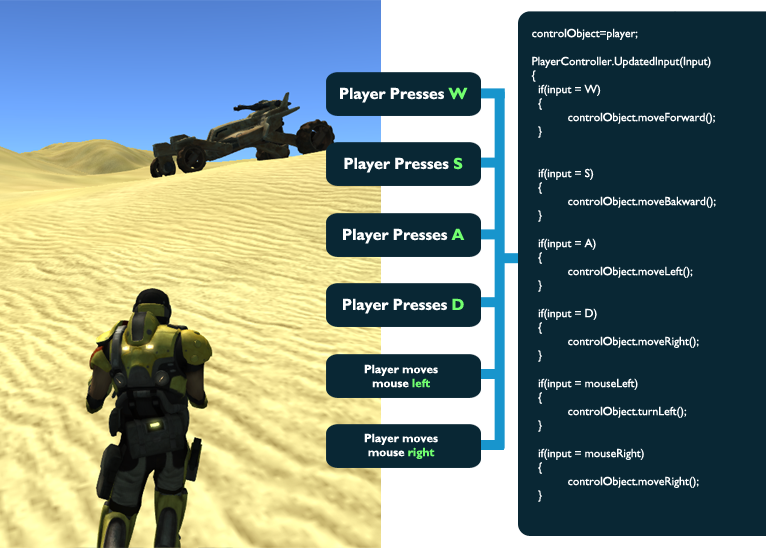 Player Presses W
Player Presses S
Player Presses A
Player Presses D
Player moves
mouse left
Player moves
mouse right
controlObject=player;
PlayerController.UpdatedInput(Input)
{
if(input = W)
{
controlObject.moveForward();
}
if(input = S)
{
controlObject.moveBakward();
}
if(input = A)
{
controlObject.moveLeft();
}
if(input = D)
{
controlObject.moveRight();
}
if(input = mouseLeft)
{
controlObject.turnLeft();
}
if(input = mouseRight)
{
controlObject.moveRight();
}